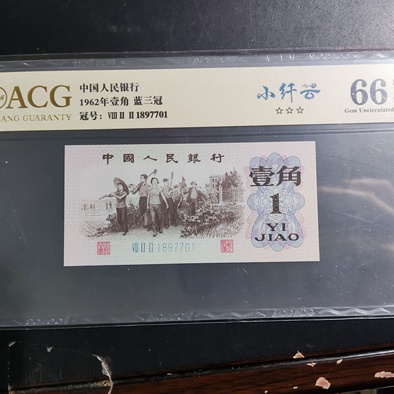 ACG
ANG GUARANTY
中国人民银行
1962年壹角 蓝三冠
冠号: VIII II II 1897701
小纤云
☆☆☆
66
Gem Uncirculated
中國人民銀行
壹角
1
YI
JIAO
VIII II II 1897701